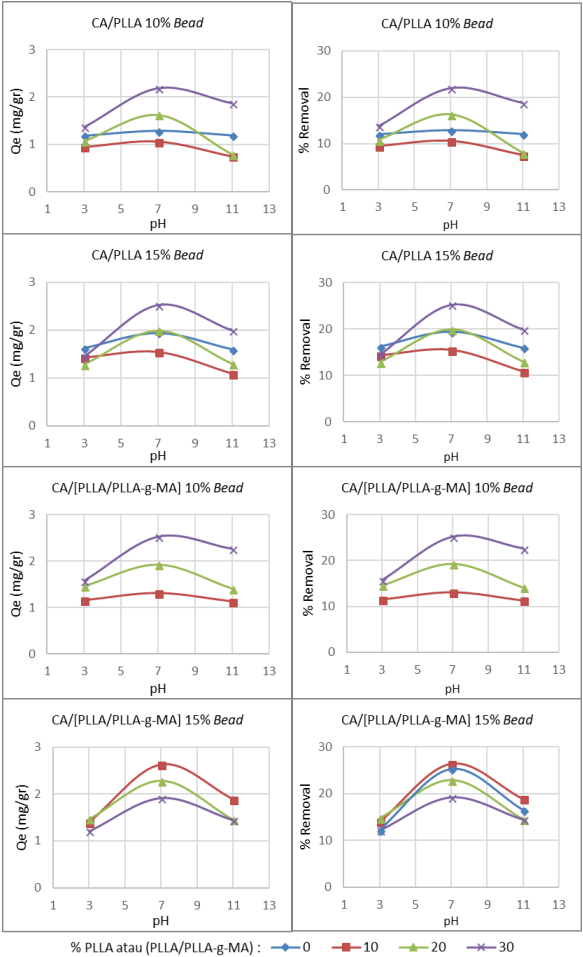 CA/PLLA 10% Bead
3
2
1
0
Qe (mg/gr)
1 3 5 7 9 11 13
pH
CA/PLLA 10% Bead
30
20
10
0
% Removal
1 3 5 7 9 11 13
pH
CA/PLLA 15% Bead
3
2
1
0
Qe (mg/gr)
1 3 5 7 9 11 13
pH
CA/PLLA 15% Bead
30
20
10
0
% Removal
1 3 5 7 9 11 13
pH
CA/[PLLA/PLLA-g-MA] 10% Bead
3
2
1
0
Qe (mg/gr)
1 3 5 7 9 11 13
pH
CA/[PLLA/PLLA-g-MA] 10% Bead
30
20
10
0
% Removal
1 3 5 7 9 11 13
pH
CA/[PLLA/PLLA-g-MA] 15% Bead
3
2
1
0
Qe (mg/gr)
1 3 5 7 9 11 13
pH
CA/[PLLA/PLLA-g-MA] 15% Bead
30
20
10
0
% Removal
1 3 5 7 9 11 13
pH
% PLLA atau (PLLA/PLLA-g-MA) : 0 10 20 30